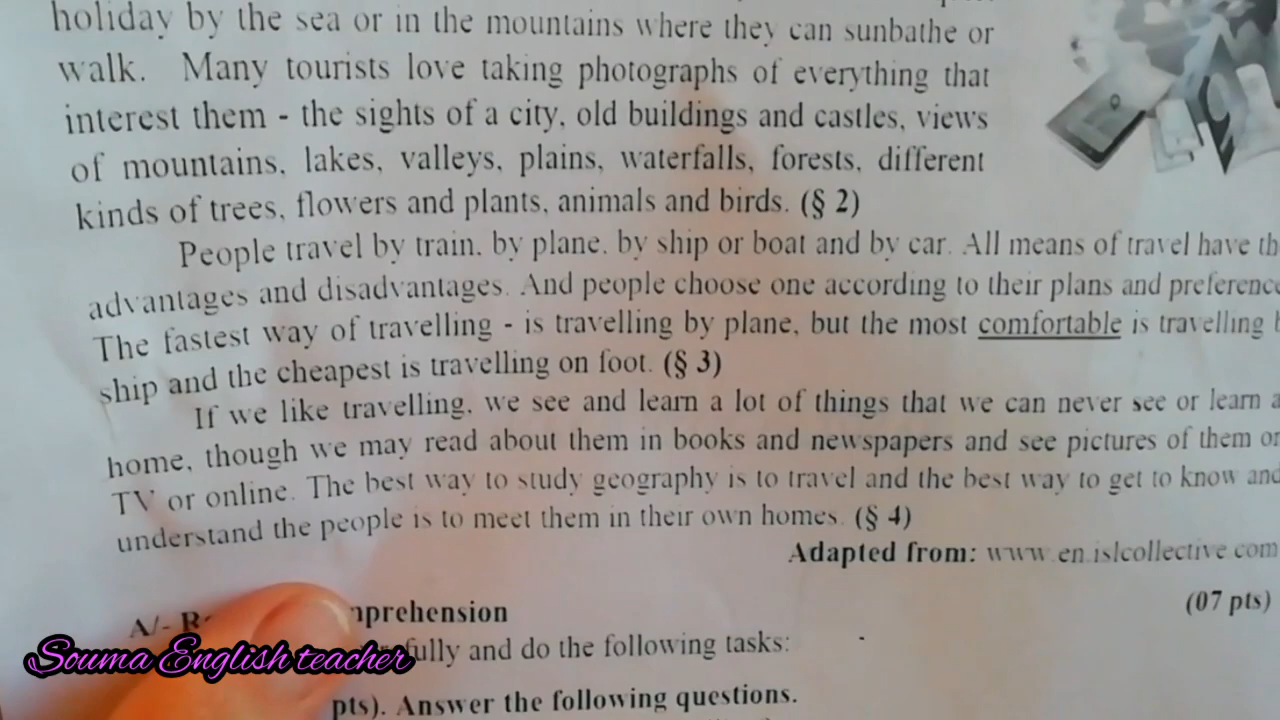 holiday by the sea or in the mountains where they can sunbathe or
walk. Many tourists love taking photographs of everything that
interest them - the sights of a city, old buildings and castles, views
of mountains, lakes, valleys, plains, waterfalls, forests, different
kinds of trees, flowers and plants, animals and birds. (§ 2)
People travel by train, by plane, by ship or boat and by car. All means of travel have th
advantages and disadvantages. And people choose one according to their plans and preference
The fastest way of travelling - is travelling by plane, but the most comfortable is travelling
ship and the cheapest is travelling on foot. (§ 3)
If we like travelling, we see and learn a lot of things that we can never see or learn a
home, though we may read about them in books and newspapers and see pictures of them on
TV or online. The best way to study geography is to travel and the best way to get to know and
understand the people is to meet them in their own homes. (§ 4)
Adapted from: www.en.islcollective.com
(07 pts)
A/- R mprehension
fully and do the following tasks:
Souma English teacher
pts). Answer the following questions.